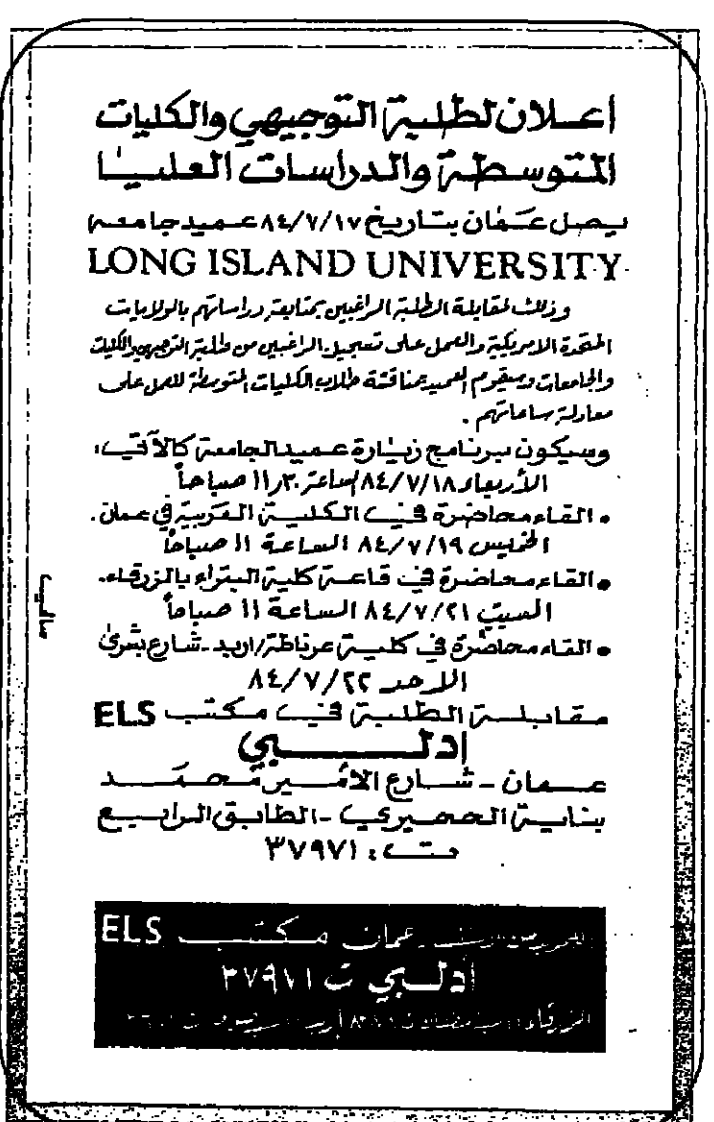 اعلان لطلبة التوجيهي والكليات
المتوسطة والدراسات العليا
يصل عمان بتاريخ ٨٤/٧/١٧ عميد جامعة
LONG ISLAND UNIVERSITY
وذلك لمقابلة الطلبة الراغبين بمتابعة دراساتهم بالولايات
المتحدة الامريكية والعمل على تسجيل الراغبين من طلبة التوجيهي والكليات
والجامعات وسيقوم العميد بمناقشة طلاب الكليات المتوسطة للعمل على
معادلة ساعاتهم .
وسيكون برنامج زيارة عميد الجامعة كالآتي :
الأربعاء ٨٤/٧/١٨ الساعة ١١٫٣٠ صباحاً
• القاء محاضرة في الكلية العربية في عمان .
الخميس ٨٤/٧/١٩ الساعة ١١ صباحاً
• القاء محاضرة في قاعة كلية البتراء بالزرقاء .
السبت ٨٤/٧/٢١ الساعة ١١ صباحاً
• القاء محاضرة في كلية غرناطة / اربد - شارع بشرى
الاحد ٨٤/٧/٢٢
مقابلة الطلبة في مكتب ELS
ادلبي
عمان - شارع الأمير محمد
بناية الحميري - الطابق الرابع
ت : ٣٧٩٧١
عمان مكتب ELS
ادلبي ت ٣٧٩٧١
الزرقاء